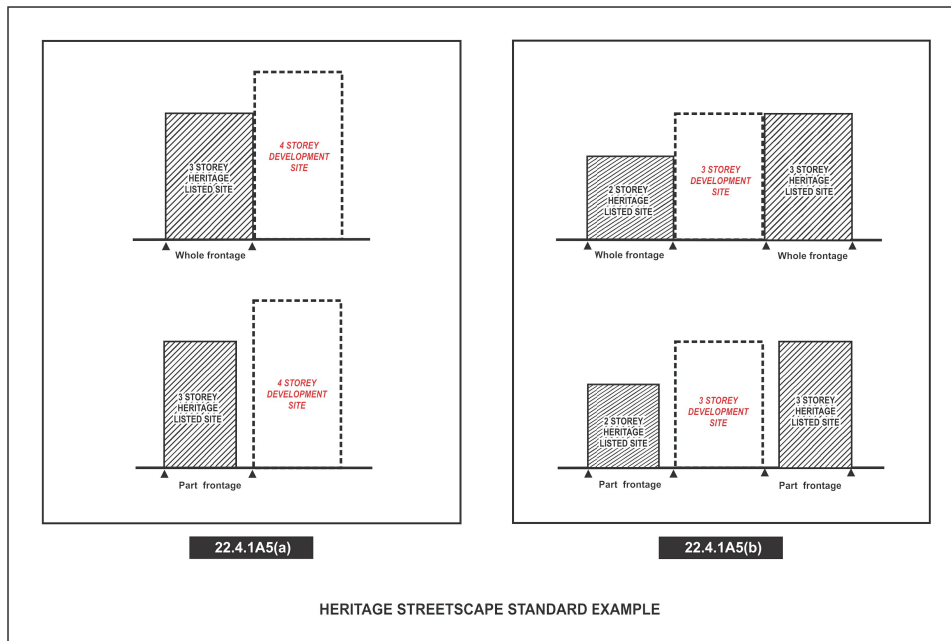 3 STOREY
HERITAGE
LISTED SITE
4 STOREY
DEVELOPMENT
SITE
Whole frontage
3 STOREY
HERITAGE
LISTED SITE
4 STOREY
DEVELOPMENT
SITE
Part frontage
22.4.1A5(a)
2 STOREY
HERITAGE
LISTED SITE
3 STOREY
DEVELOPMENT
SITE
3 STOREY
HERITAGE
LISTED SITE
Whole frontage
Whole frontage
2 STOREY
HERITAGE
LISTED SITE
3 STOREY
DEVELOPMENT
SITE
3 STOREY
HERITAGE
LISTED SITE
Part frontage
Part frontage
22.4.1A5(b)
HERITAGE STREETSCAPE STANDARD EXAMPLE